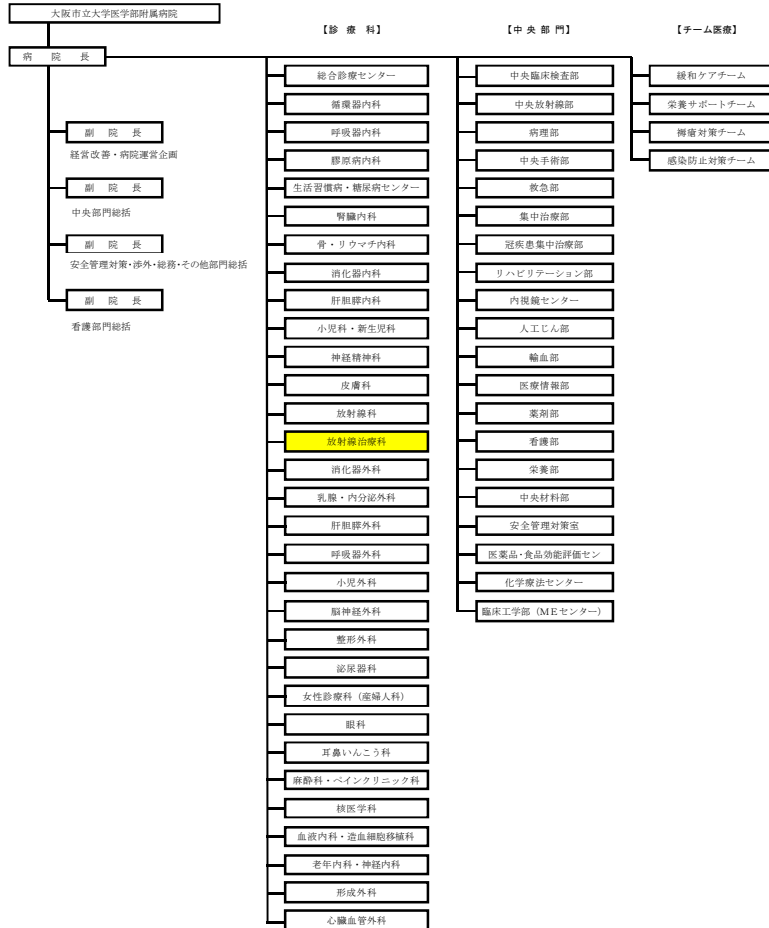 大阪市立大学医学部附属病院
病院長
副院長
経営改善・病院運営企画
副院長
中央部門総括
副院長
安全管理対策・渉外・総務・その他部門総括
副院長
看護部門総括
【診療科】
総合診療センター
循環器内科
呼吸器内科
膠原病内科
生活習慣病・糖尿病センター
腎臓内科
骨・リウマチ内科
消化器内科
肝胆膵内科
小児科・新生児科
神経精神科
皮膚科
放射線科
放射線治療科
消化器外科
乳腺・内分泌外科
肝胆膵外科
呼吸器外科
小児外科
脳神経外科
整形外科
泌尿器科
女性診療科（産婦人科）
眼科
耳鼻いんこう科
麻酔科・ペインクリニック科
核医学科
血液内科・造血細胞移植科
老年内科・神経内科
形成外科
心臓血管外科
【中央部門】
中央臨床検査部
中央放射線部
病理部
中央手術部
救急部
集中治療部
冠疾患集中治療部
リハビリテーション部
内視鏡センター
人工じん部
輸血部
医療情報部
薬剤部
看護部
栄養部
中央材料部
安全管理対策室
医薬品・食品効能評価セン
化学療法センター
臨床工学部（MEセンター）
【チーム医療】
緩和ケアチーム
栄養サポートチーム
褥瘡対策チーム
感染防止対策チーム